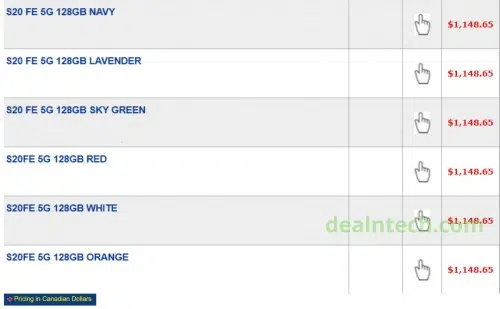 S20 FE 5G 128GB NAVY $1,148.65
S20 FE 5G 128GB LAVENDER $1,148.65
S20 FE 5G 128GB SKY GREEN $1,148.65
S20FE 5G 128GB RED $1,148.65
S20FE 5G 128GB WHITE $1,148.65
dealntech.com
S20FE 5G 128GB ORANGE $1,148.65
Pricing in Canadian Dollars